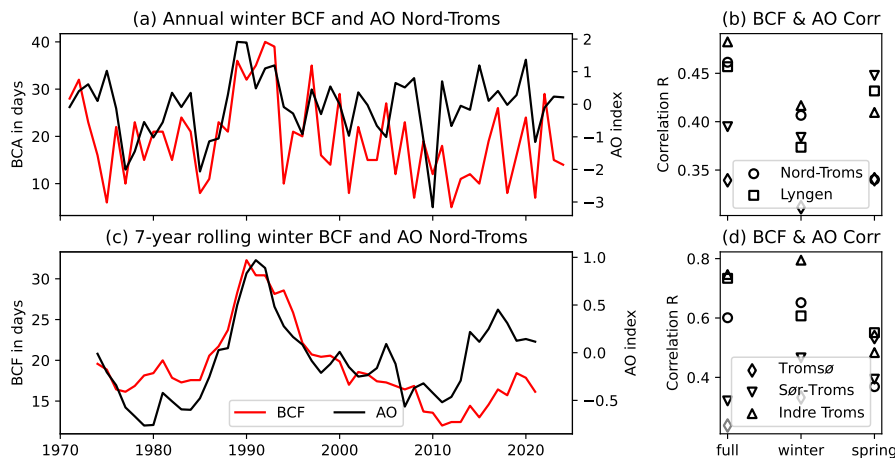 (a) Annual winter BCF and AO Nord-Troms
(b) BCF & AO Corr
40
30
20
10
BCA in days
2
1
0
−1
−2
−3
AO index
0.45
0.40
0.35
Correlation R
Nord-Troms
Lyngen
(c) 7-year rolling winter BCF and AO Nord-Troms
(d) BCF & AO Corr
30
25
20
15
BCF in days
1.0
0.5
0.0
−0.5
AO index
BCF
AO
0.8
0.6
0.4
Correlation R
Tromsø
Sør-Troms
Indre Troms
1970
1980
1990
2000
2010
2020
full
winter
spring